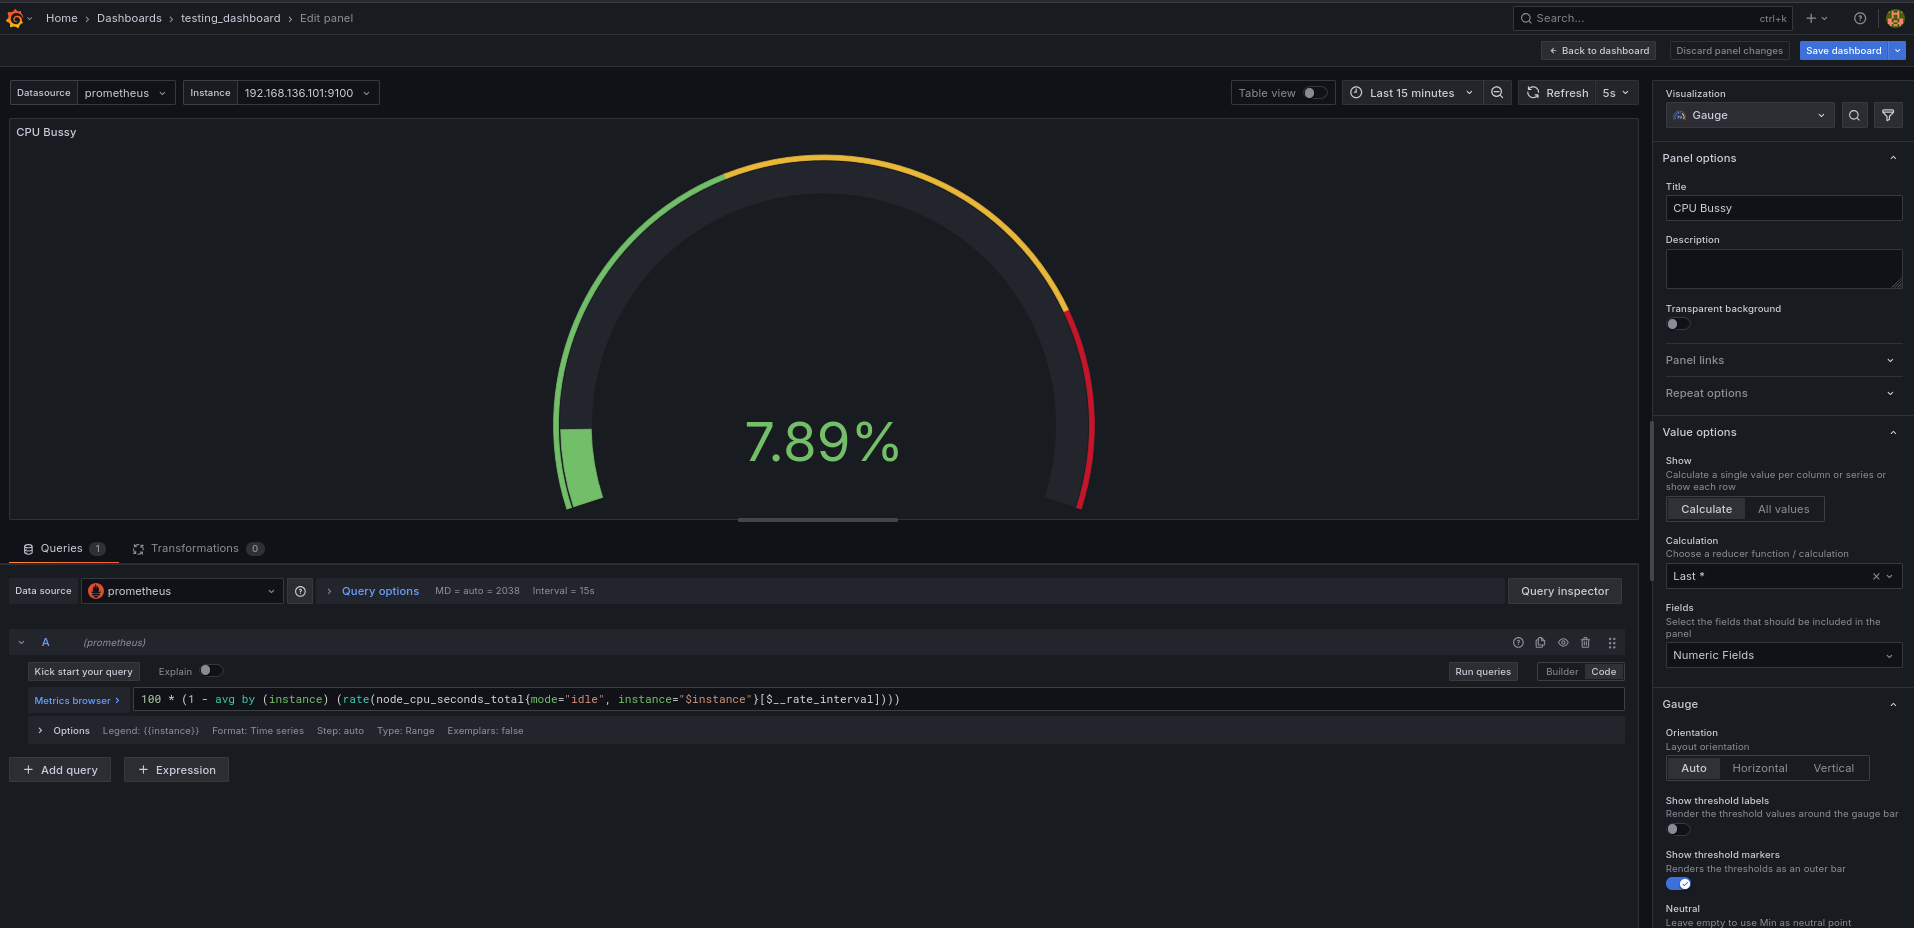 Home › Dashboards › testing_dashboard › Edit panel
Search... ctrl+k
Back to dashboard
Discard panel changes
Save dashboard
Datasource prometheus Instance 192.168.136.101:9100
Table view Last 15 minutes Refresh 5s
CPU Bussy
7.89%
Queries 1 Transformations 0
Data source prometheus Query options MD = auto = 2038 Interval = 15s Query inspector
A (prometheus)
Kick start your query Explain Run queries Builder Code
Metrics browser › 100 * (1 - avg by (instance) (rate(node_cpu_seconds_total{mode="idle", instance="$instance"}[$__rate_interval])))
Options Legend: {{instance}} Format: Time series Step: auto Type: Range Exemplars: false
+ Add query + Expression
Visualization
Gauge
Panel options
Title
CPU Bussy
Description
Transparent background
Panel links
Repeat options
Value options
Show
Calculate a single value per column or series or
show each row
Calculate All values
Calculation
Choose a reducer function / calculation
Last *
Fields
Select the fields that should be included in the
panel
Numeric Fields
Gauge
Orientation
Layout orientation
Auto Horizontal Vertical
Show threshold labels
Render the threshold values around the gauge bar
Show threshold markers
Renders the thresholds as an outer bar
Neutral
Leave empty to use Min as neutral point